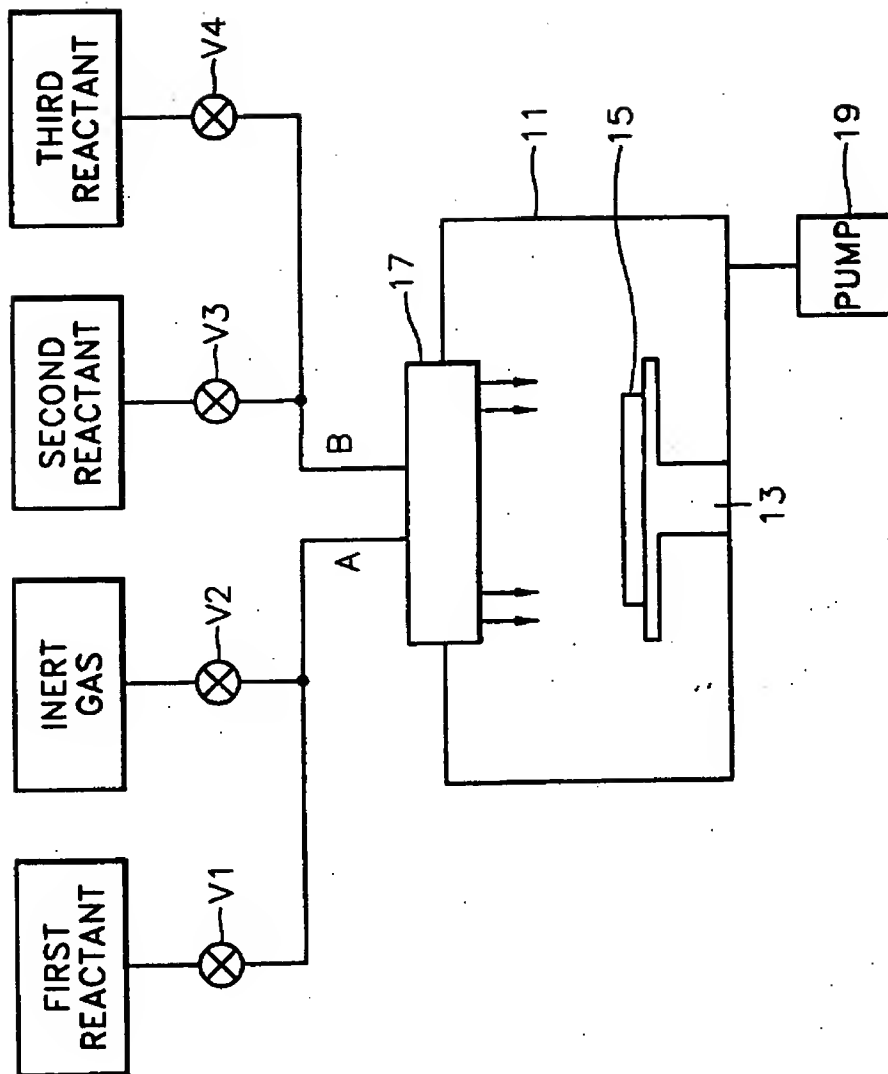 FIRST
REACTANT
INERT
GAS
SECOND
REACTANT
THIRD
REACTANT
V1
V2
V3
V4
A
B
17
11
15
13
PUMP
19